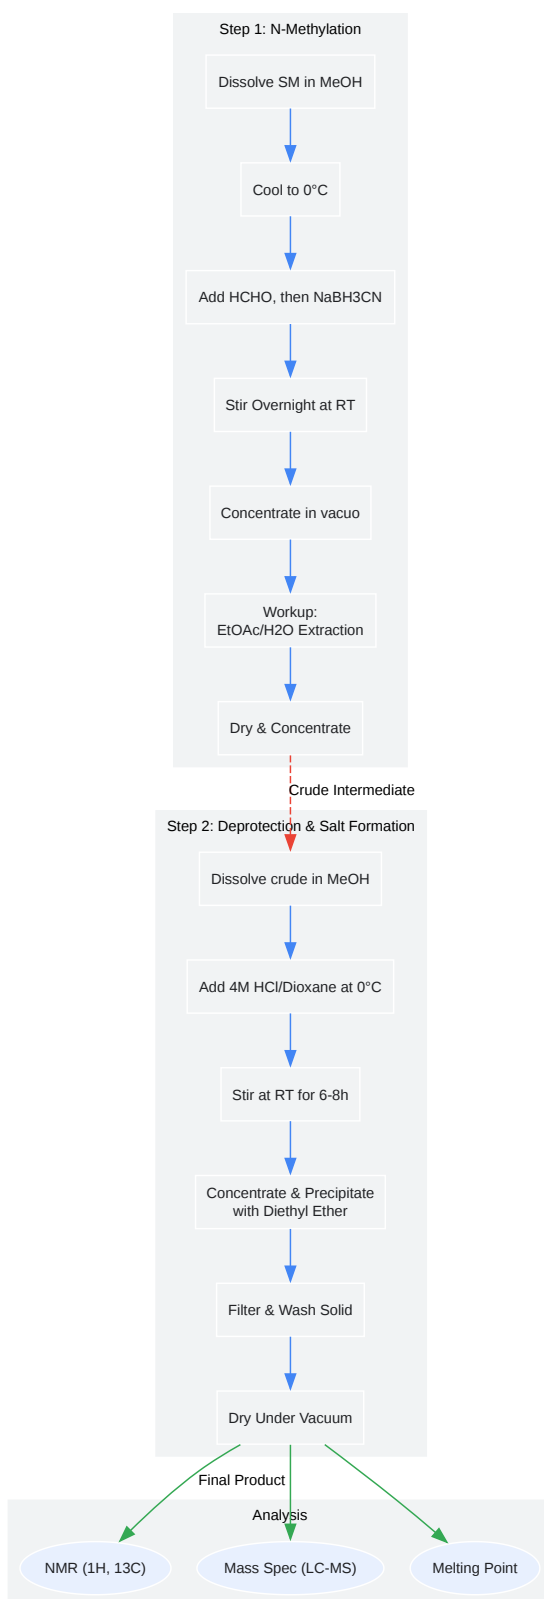 Step 1: N-Methylation
Dissolve SM in MeOH
Cool to 0°C
Add HCHO, then NaBH3CN
Stir Overnight at RT
Concentrate in vacuo
Workup:
EtOAc/H2O Extraction
Dry & Concentrate
Crude Intermediate
Step 2: Deprotection & Salt Formation
Dissolve crude in MeOH
Add 4M HCl/Dioxane at 0°C
Stir at RT for 6-8h
Concentrate & Precipitate
with Diethyl Ether
Filter & Wash Solid
Dry Under Vacuum
Final Product
Analysis
NMR (1H, 13C)
Mass Spec (LC-MS)
Melting Point